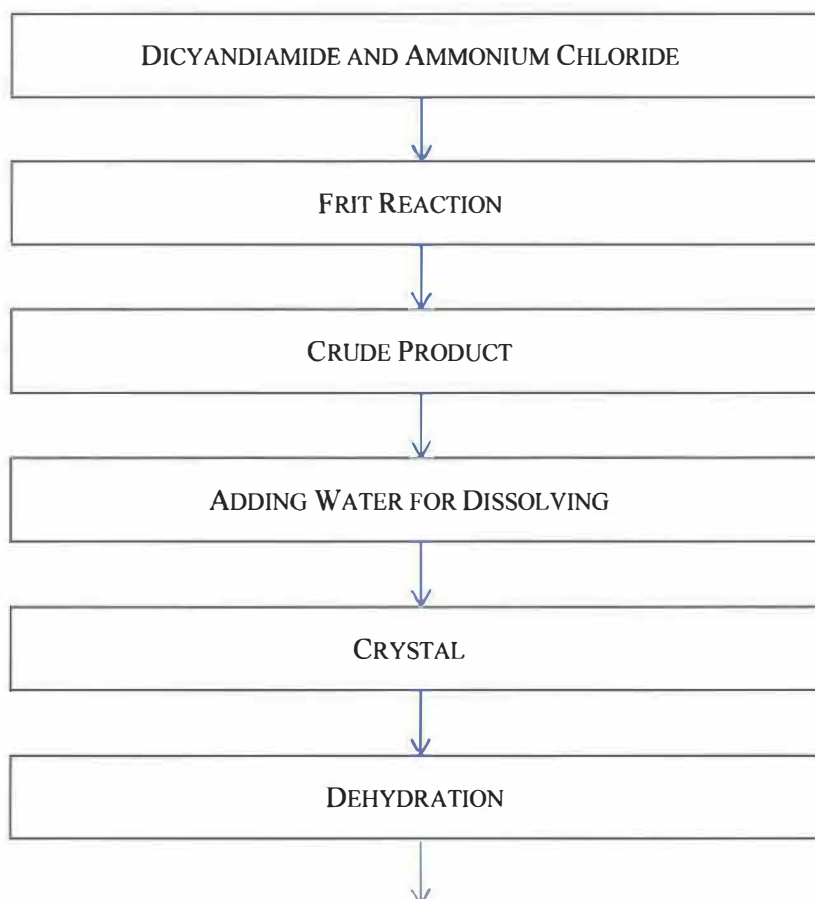 DICYANDIAMIDE AND AMMONIUM CHLORIDE
FRIT REACTION
CRUDE PRODUCT
ADDING WATER FOR DISSOLVING
CRYSTAL
DEHYDRATION